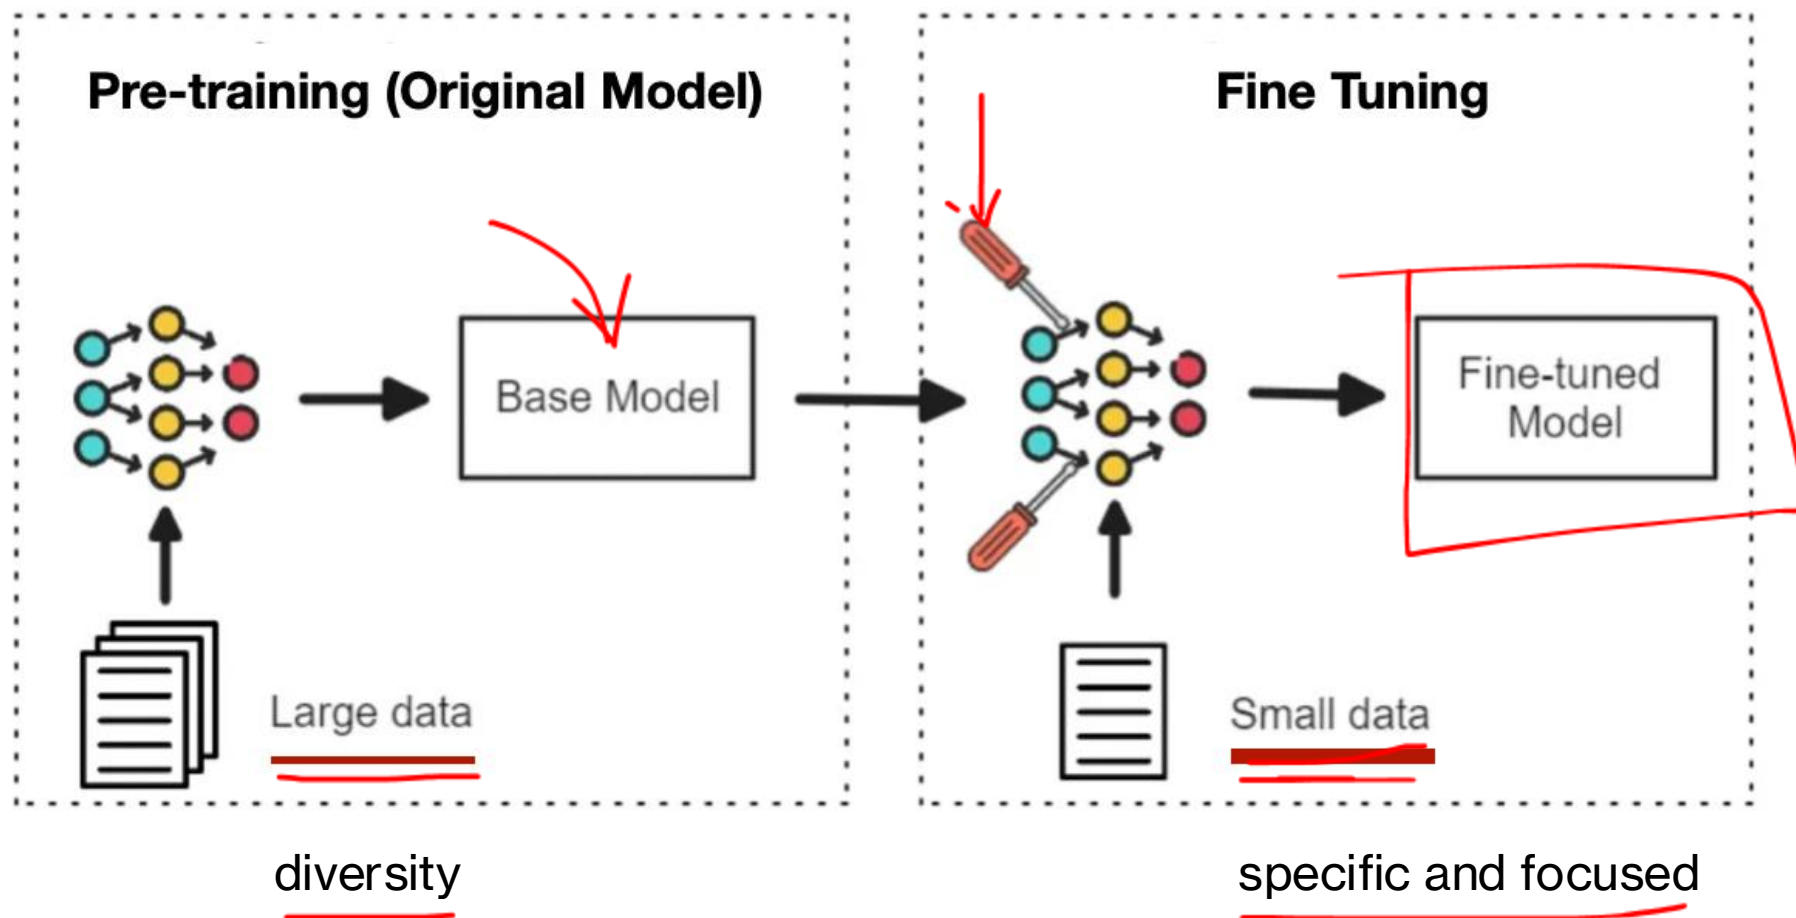 Pre-training (Original Model)
Base Model
Large data
diversity
Fine Tuning
Fine-tuned
Model
Small data
specific and focused